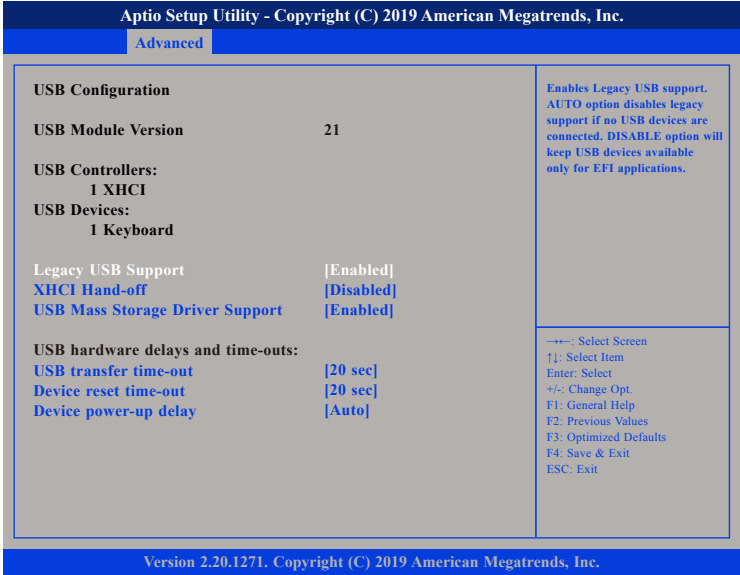 Aptio Setup Utility - Copyright (C) 2019 American Megatrends, Inc.
Advanced
USB Configuration
USB Module Version 21
USB Controllers:
1 XHCI
USB Devices:
1 Keyboard
Legacy USB Support [Enabled]
XHCI Hand-off [Disabled]
USB Mass Storage Driver Support [Enabled]
USB hardware delays and time-outs:
USB transfer time-out [20 sec]
Device reset time-out [20 sec]
Device power-up delay [Auto]
Enables Legacy USB support.
AUTO option disables legacy
support if no USB devices are
connected. DISABLE option will
keep USB devices available
only for EFI applications.
→←: Select Screen
↑↓: Select Item
Enter: Select
+/-: Change Opt.
F1: General Help
F2: Previous Values
F3: Optimized Defaults
F4: Save & Exit
ESC: Exit
Version 2.20.1271. Copyright (C) 2019 American Megatrends, Inc.